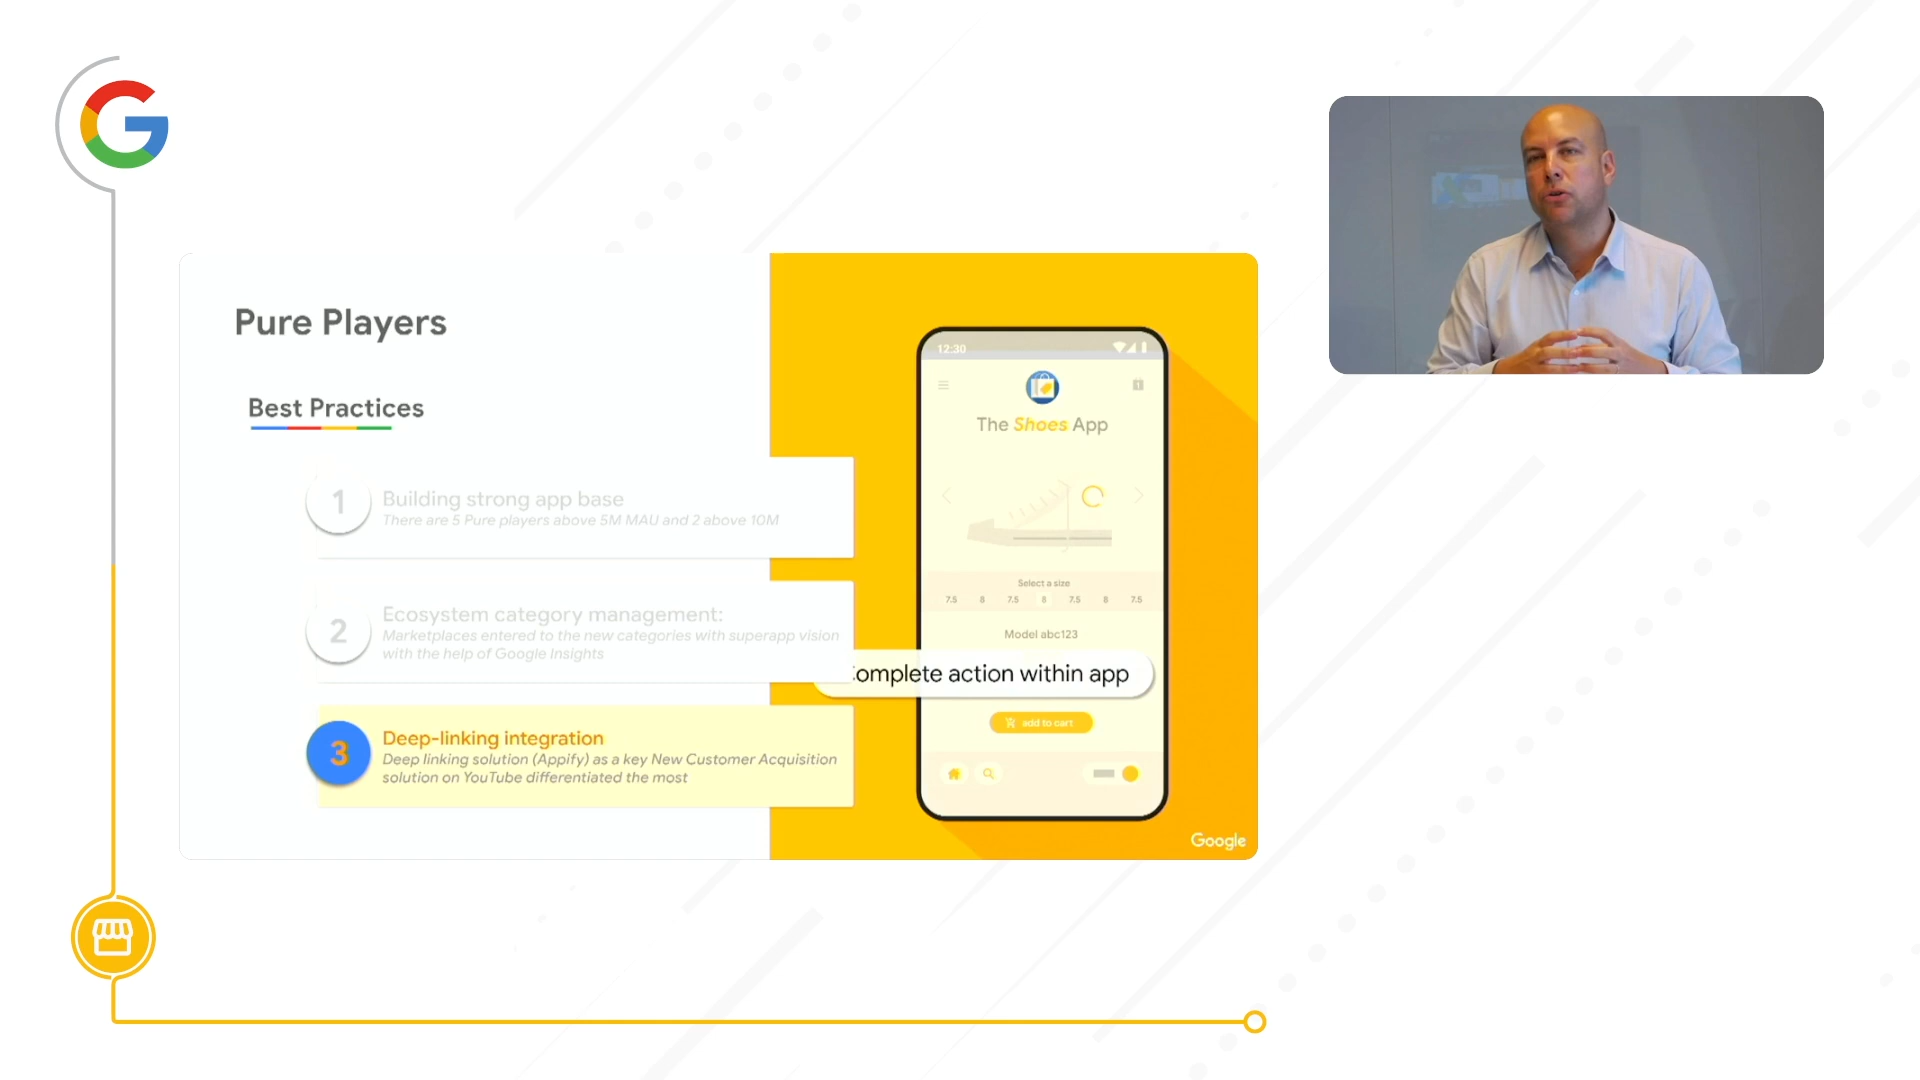 Pure Players
Best Practices
1
Building strong app base
There are 5 Pure players above 5M MAU and 2 above 10M
2
Ecosystem category management:
Marketplaces entered to the new categories with superapp vision
with the help of Google Insights
3
Deep-linking integration
Deep linking solution (Appify) as a key New Customer Acquisition
solution on YouTube differentiated the most
12:30
1
The Shoes App
Select a size
7.5 8 7.5 8 7.5 8 7.5
Model abc123
omplete action within app
add to cart
Google